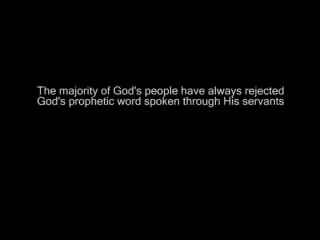 The majority of God's people have always rejected
God's prophetic word spoken through His servants